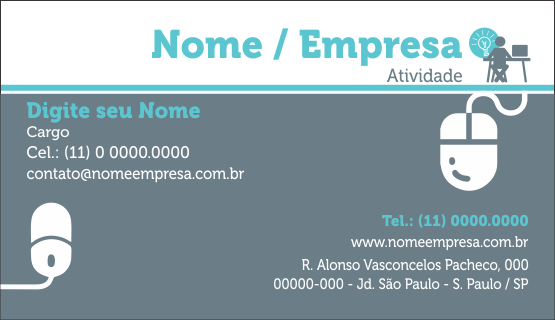 Nome / Empresa
Atividade
Digite seu Nome
Cargo
Cel.: (11) 0 0000.0000
contato@nomeempresa.com.br
Tel.: (11) 0000.0000
www.nomeempresa.com.br
R. Alonso Vasconcelos Pacheco, 000
00000-000 - Jd. São Paulo - S. Paulo / SP